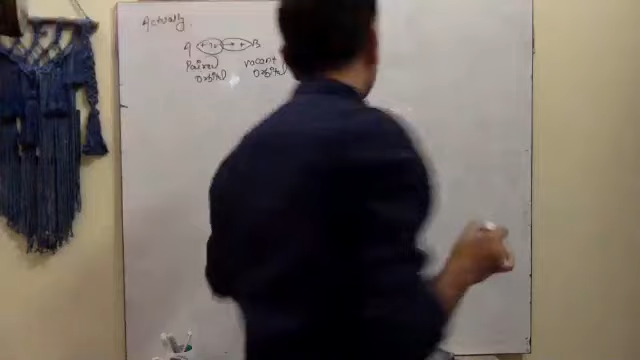 Actually,
A B
Paired vacant
orbital orbital